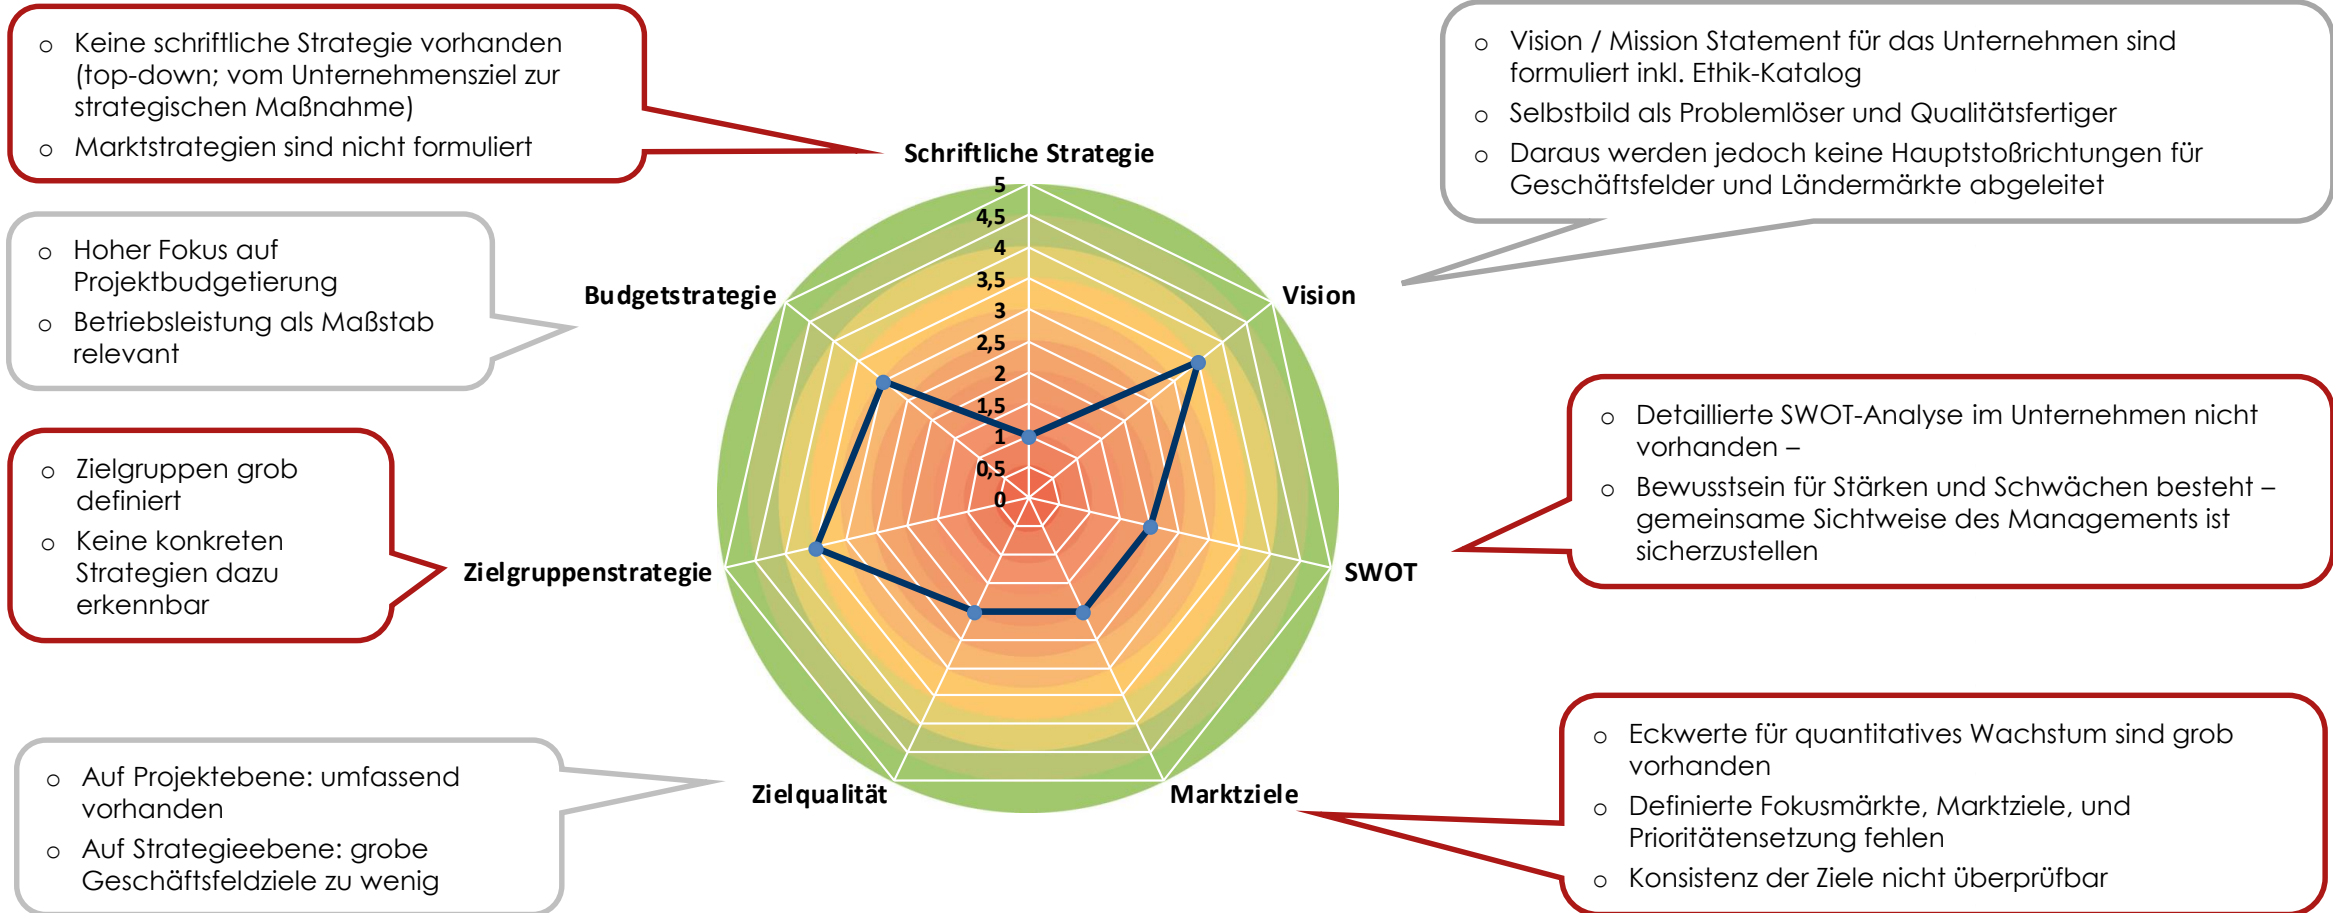 o Keine schriftliche Strategie vorhanden
(top-down; vom Unternehmensziel zur
strategischen Maßnahme)
o Marktstrategien sind nicht formuliert
o Vision / Mission Statement für das Unternehmen sind
formuliert inkl. Ethik-Katalog
o Selbstbild als Problemlöser und Qualitätsfertiger
o Daraus werden jedoch keine Hauptstoßrichtungen für
Geschäftsfelder und Ländermärkte abgeleitet
o Hoher Fokus auf
Projektbudgetierung
o Betriebsleistung als Maßstab
relevant
Schriftliche Strategie
5
4,5
4
3,5
3
2,5
2
1,5
1
0,5
0
Budgetstrategie
Vision
o Zielgruppen grob
definiert
o Keine konkreten
Strategien dazu
erkennbar
Zielgruppenstrategie
SWOT
o Detaillierte SWOT-Analyse im Unternehmen nicht
vorhanden –
o Bewusstsein für Stärken und Schwächen besteht –
gemeinsame Sichtweise des Managements ist
sicherzustellen
o Auf Projektebene: umfassend
vorhanden
o Auf Strategieebene: grobe
Geschäftsfeldziele zu wenig
Zielqualität
Marktziele
o Eckwerte für quantitatives Wachstum sind grob
vorhanden
o Definierte Fokusmärkte, Marktziele, und
Prioritätensetzung fehlen
o Konsistenz der Ziele nicht überprüfbar